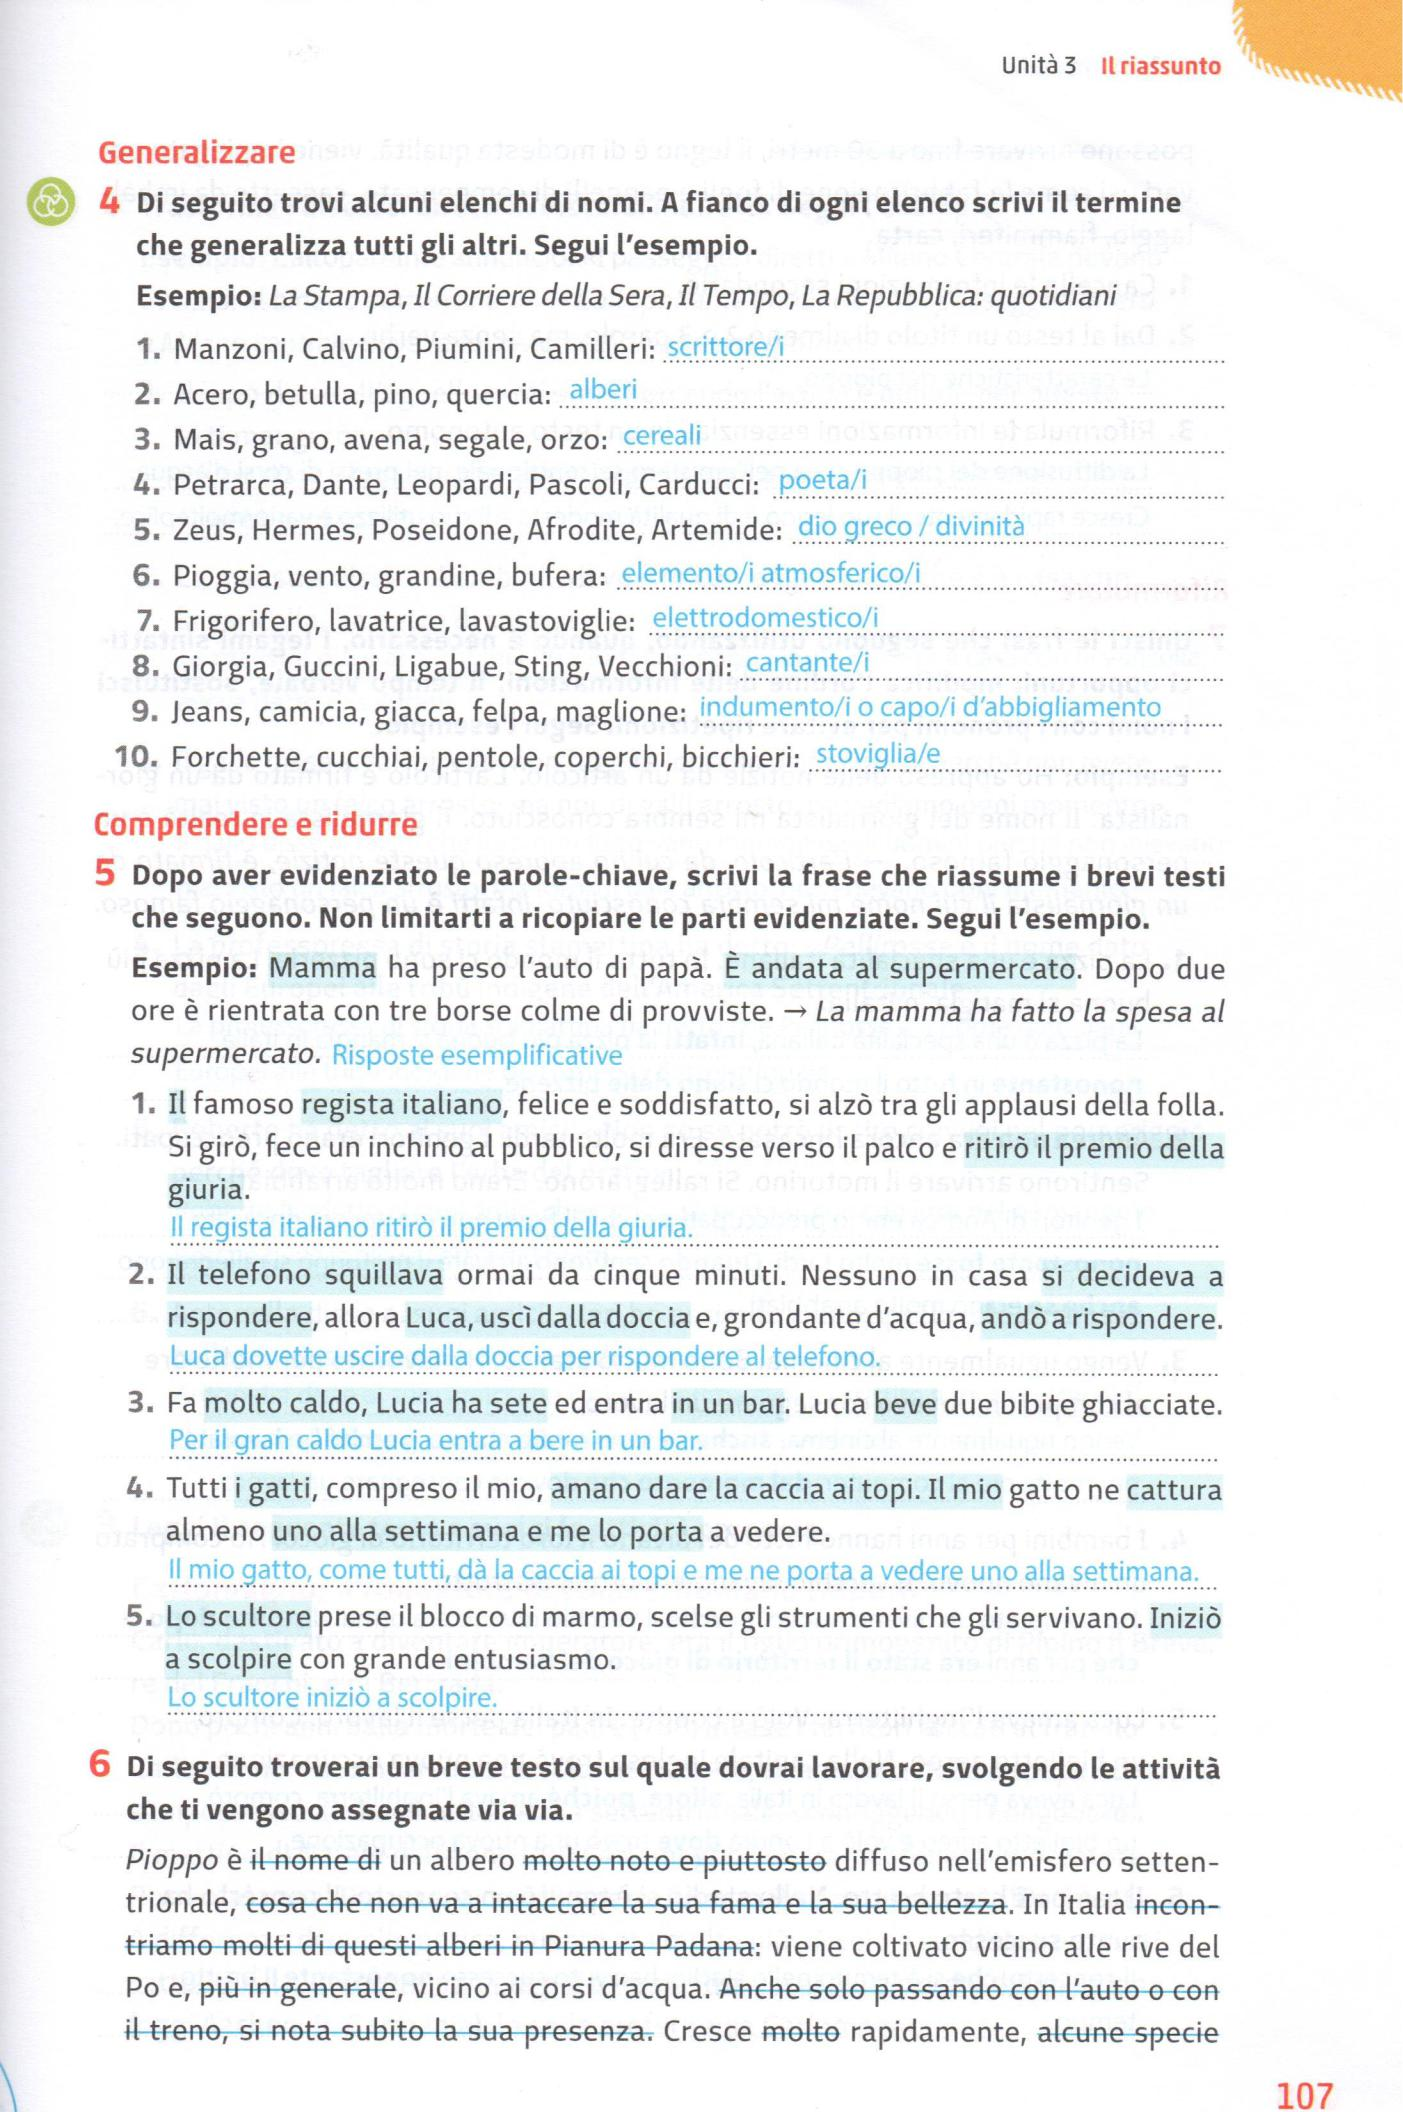 Unità 3 Il riassunto
Generalizzare
4 Di seguito trovi alcuni elenchi di nomi. A fianco di ogni elenco scrivi il termine
che generalizza tutti gli altri. Segui l'esempio.
Esempio: La Stampa, Il Corriere della Sera, Il Tempo, La Repubblica: quotidiani
1. Manzoni, Calvino, Piumini, Camilleri: scrittore/i
2. Acero, betulla, pino, quercia: alberi
3. Mais, grano, avena, segale, orzo: cereali
4. Petrarca, Dante, Leopardi, Pascoli, Carducci: poeta/i
5. Zeus, Hermes, Poseidone, Afrodite, Artemide: dio greco / divinità
6. Pioggia, vento, grandine, bufera: elemento/i atmosferico/i
7. Frigorifero, lavatrice, lavastoviglie: elettrodomestico/i
8. Giorgia, Guccini, Ligabue, Sting, Vecchioni: cantante/i
9. Jeans, camicia, giacca, felpa, maglione: indumento/i o capo/i d'abbigliamento
10. Forchette, cucchiai, pentole, coperchi, bicchieri: stoviglia/e
Comprendere e ridurre
5 Dopo aver evidenziato le parole-chiave, scrivi la frase che riassume i brevi testi
che seguono. Non limitarti a ricopiare le parti evidenziate. Segui l'esempio.
Esempio: Mamma ha preso l'auto di papà. È andata al supermercato. Dopo due
ore è rientrata con tre borse colme di provviste. → La mamma ha fatto la spesa al
supermercato. Risposte esemplificative
1. Il famoso regista italiano, felice e soddisfatto, si alzò tra gli applausi della folla.
Si girò, fece un inchino al pubblico, si diresse verso il palco e ritirò il premio della
giuria.
Il regista italiano ritirò il premio della giuria.
2. Il telefono squillava ormai da cinque minuti. Nessuno in casa si decideva a
rispondere, allora Luca, uscì dalla doccia e, grondante d'acqua, andò a rispondere.
Luca dovette uscire dalla doccia per rispondere al telefono.
3. Fa molto caldo, Lucia ha sete ed entra in un bar. Lucia beve due bibite ghiacciate.
Per il gran caldo Lucia entra a bere in un bar.
4. Tutti i gatti, compreso il mio, amano dare la caccia ai topi. Il mio gatto ne cattura
almeno uno alla settimana e me lo porta a vedere.
Il mio gatto, come tutti, dà la caccia ai topi e me ne porta a vedere uno alla settimana.
5. Lo scultore prese il blocco di marmo, scelse gli strumenti che gli servivano. Iniziò
a scolpire con grande entusiasmo.
Lo scultore iniziò a scolpire.
6 Di seguito troverai un breve testo sul quale dovrai lavorare, svolgendo le attività
che ti vengono assegnate via via.
Pioppo è il nome di un albero molto noto e piuttosto diffuso nell'emisfero setten-
trionale, cosa che non va a intaccare la sua fama e la sua bellezza. In Italia incon-
triamo molti di questi alberi in Pianura Padana: viene coltivato vicino alle rive del
Po e, più in generale, vicino ai corsi d'acqua. Anche solo passando con l'auto o con
il treno, si nota subito la sua presenza. Cresce molto rapidamente, alcune specie
107